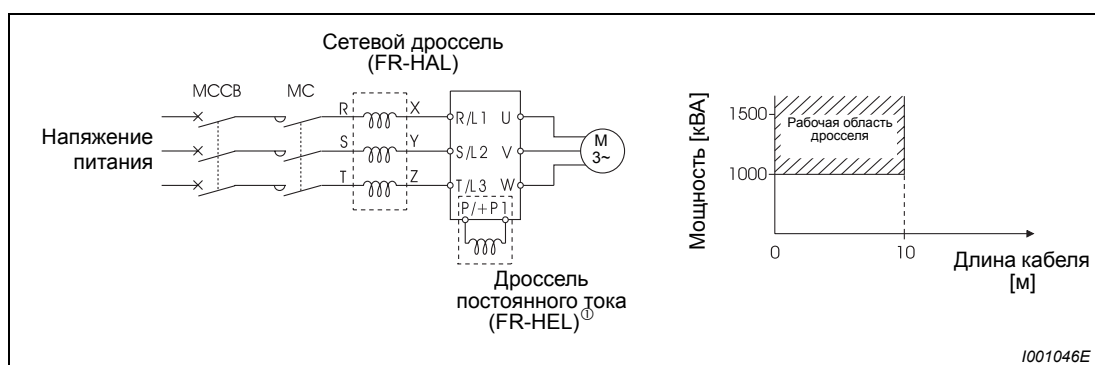 Сетевой дроссель
(FR-HAL)
MCCB
MC
R
X
S
Y
T
Z
Напяжение
питания
R/L1
U
S/L2
V
T/L3
W
P/+
P1
M
3~
Дроссель
постоянного тока
(FR-HEL)①
Мощность [кВА]
1500
1000
Рабочая область
дросселя
0
10
Длина кабеля
[м]
I001046E